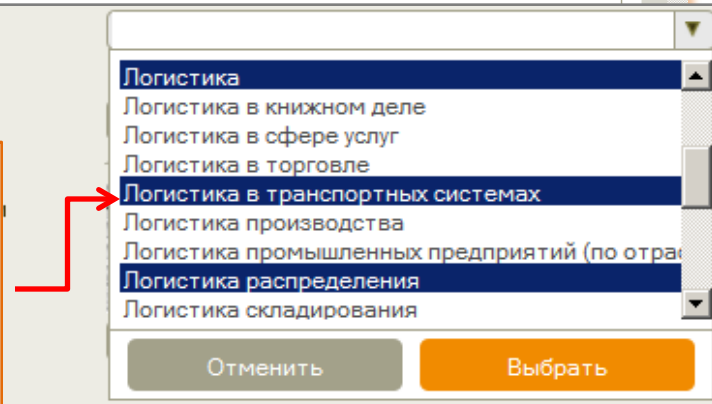 Логистика
Логистика в книжном деле
Логистика в сфере услуг
Логистика в торговле
Логистика в транспортных системах
Логистика производства
Логистика промышленных предприятий (по отрас
Логистика распределения
Логистика складирования
Отменить
Выбрать